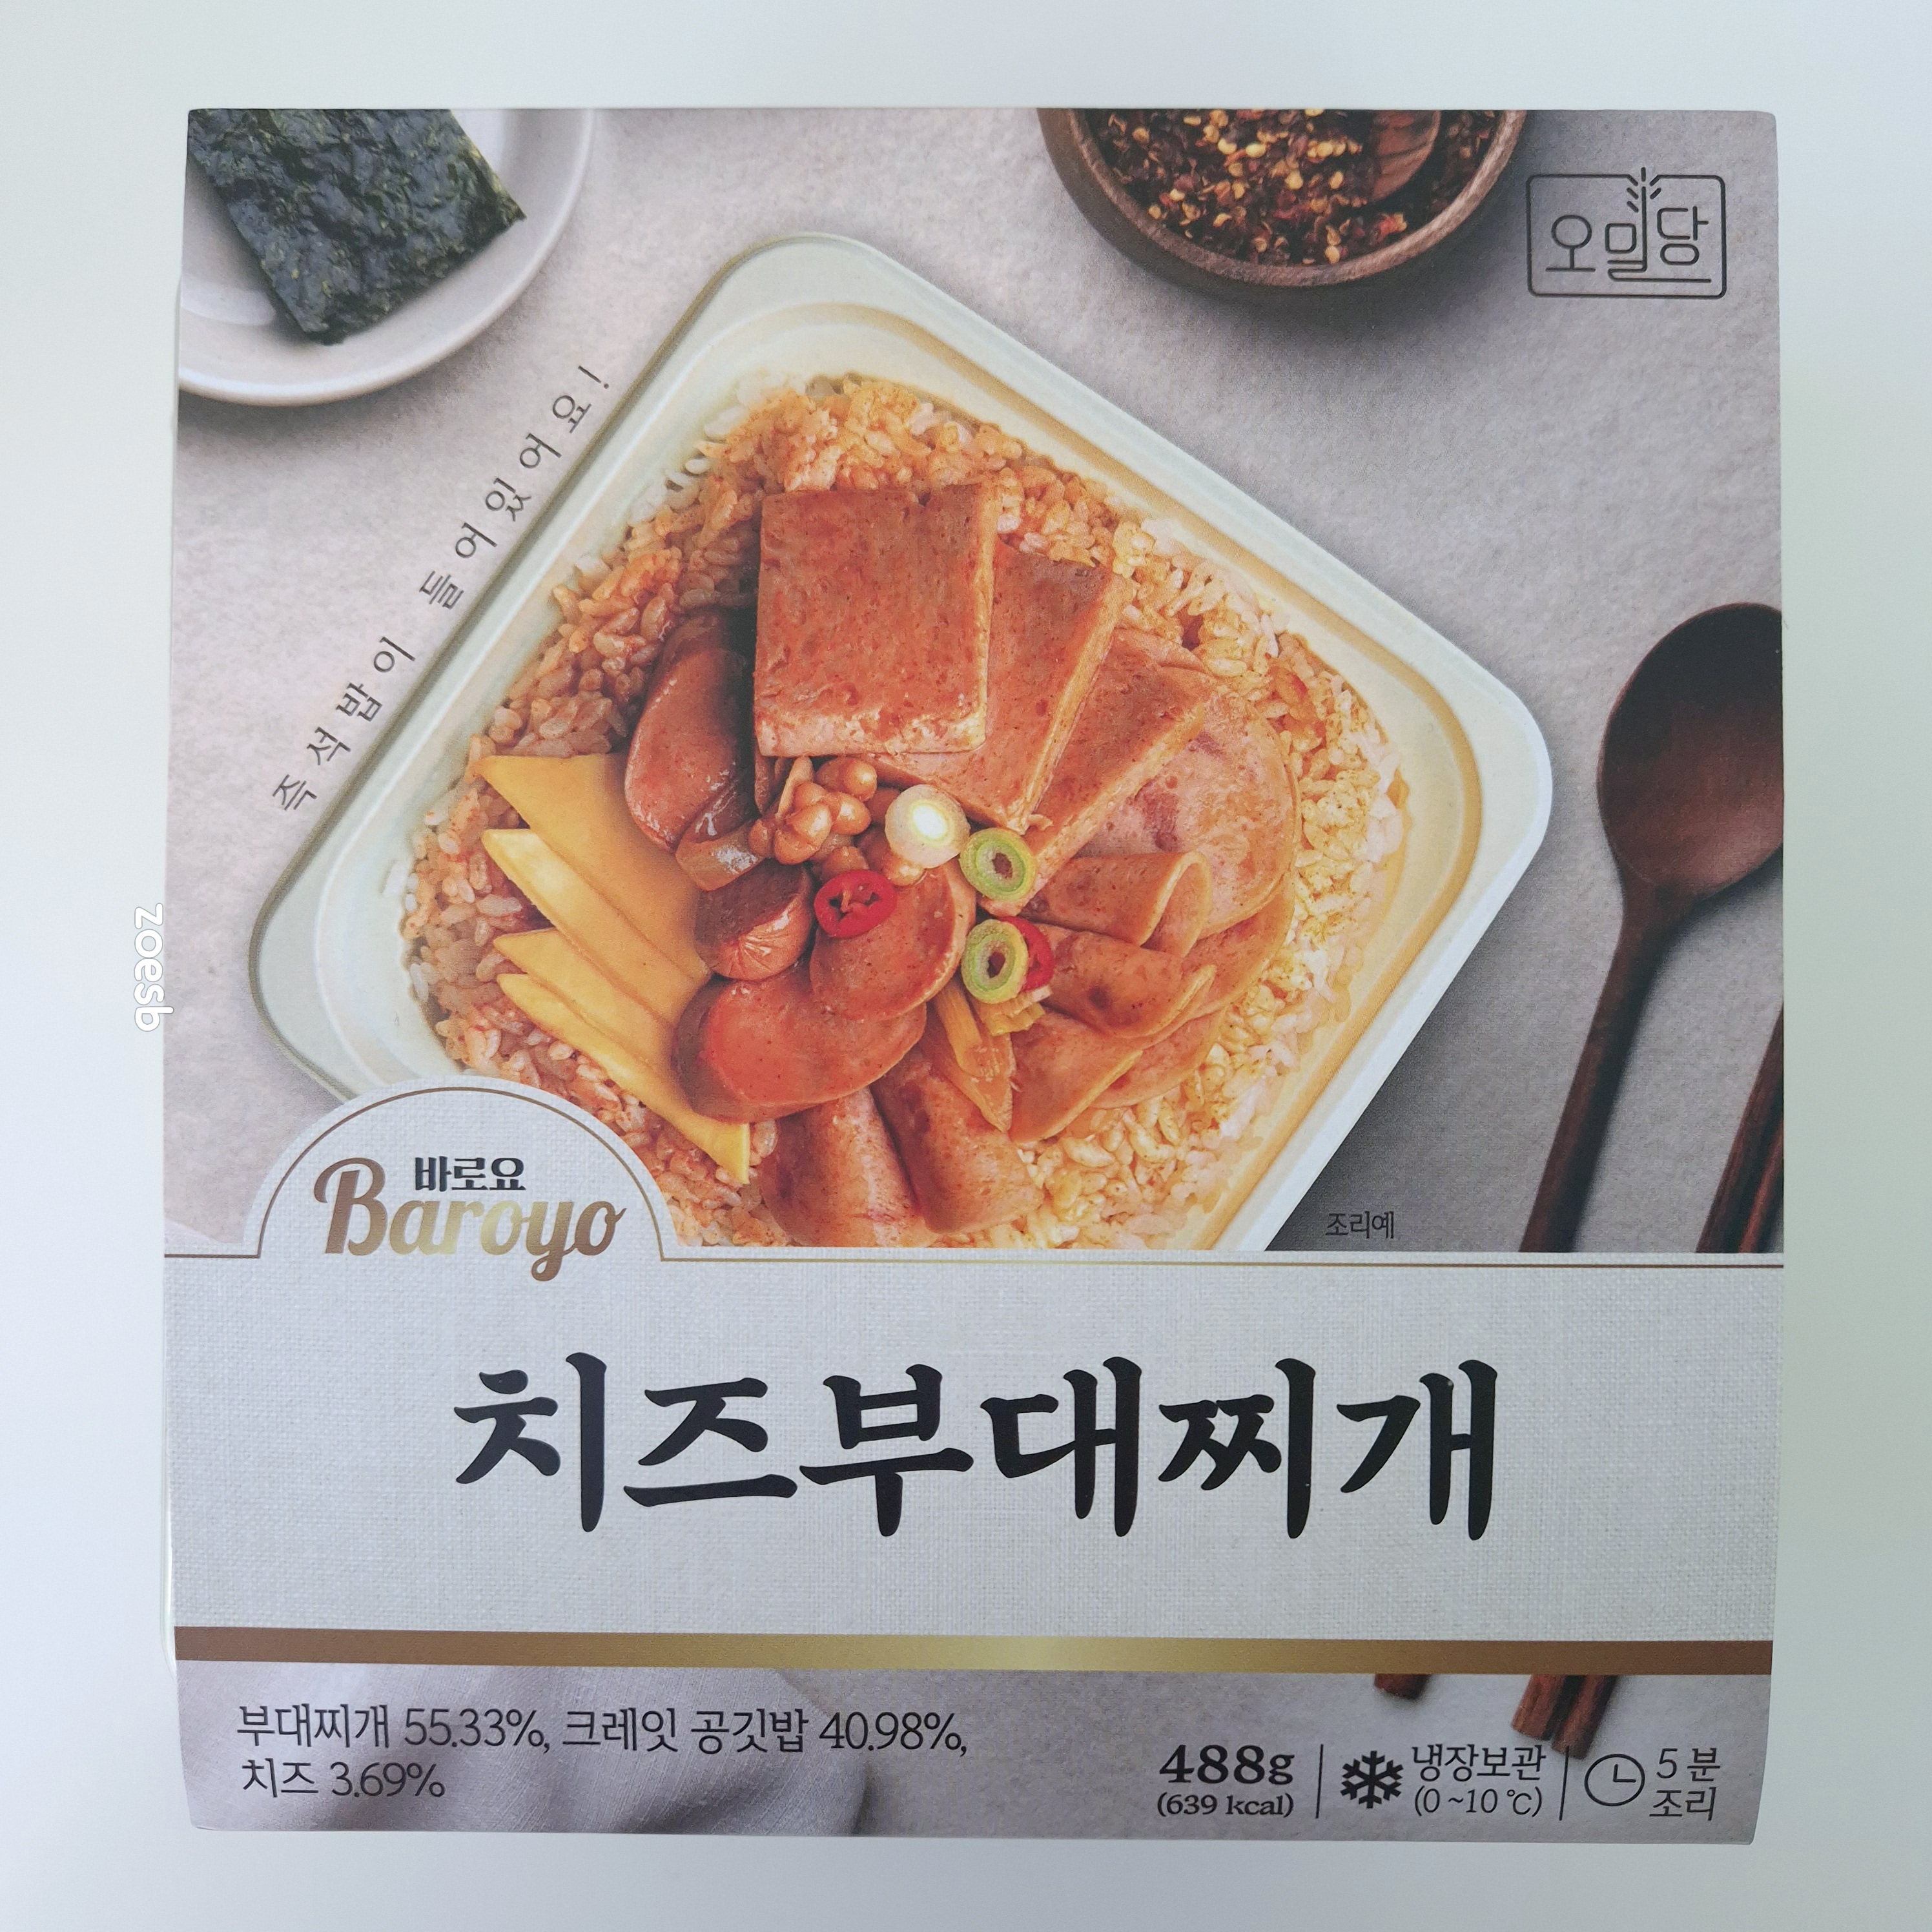 오밀당
즉석밥이 들어있어요!
zoesb
바로요
Baroyo
조리예
치즈부대찌개
부대찌개 55.33%, 크레잇 공깃밥 40.98%,
치즈 3.69%
488g
(639 kcal)
냉장보관
(0 ~10 ℃)
5 분
조리